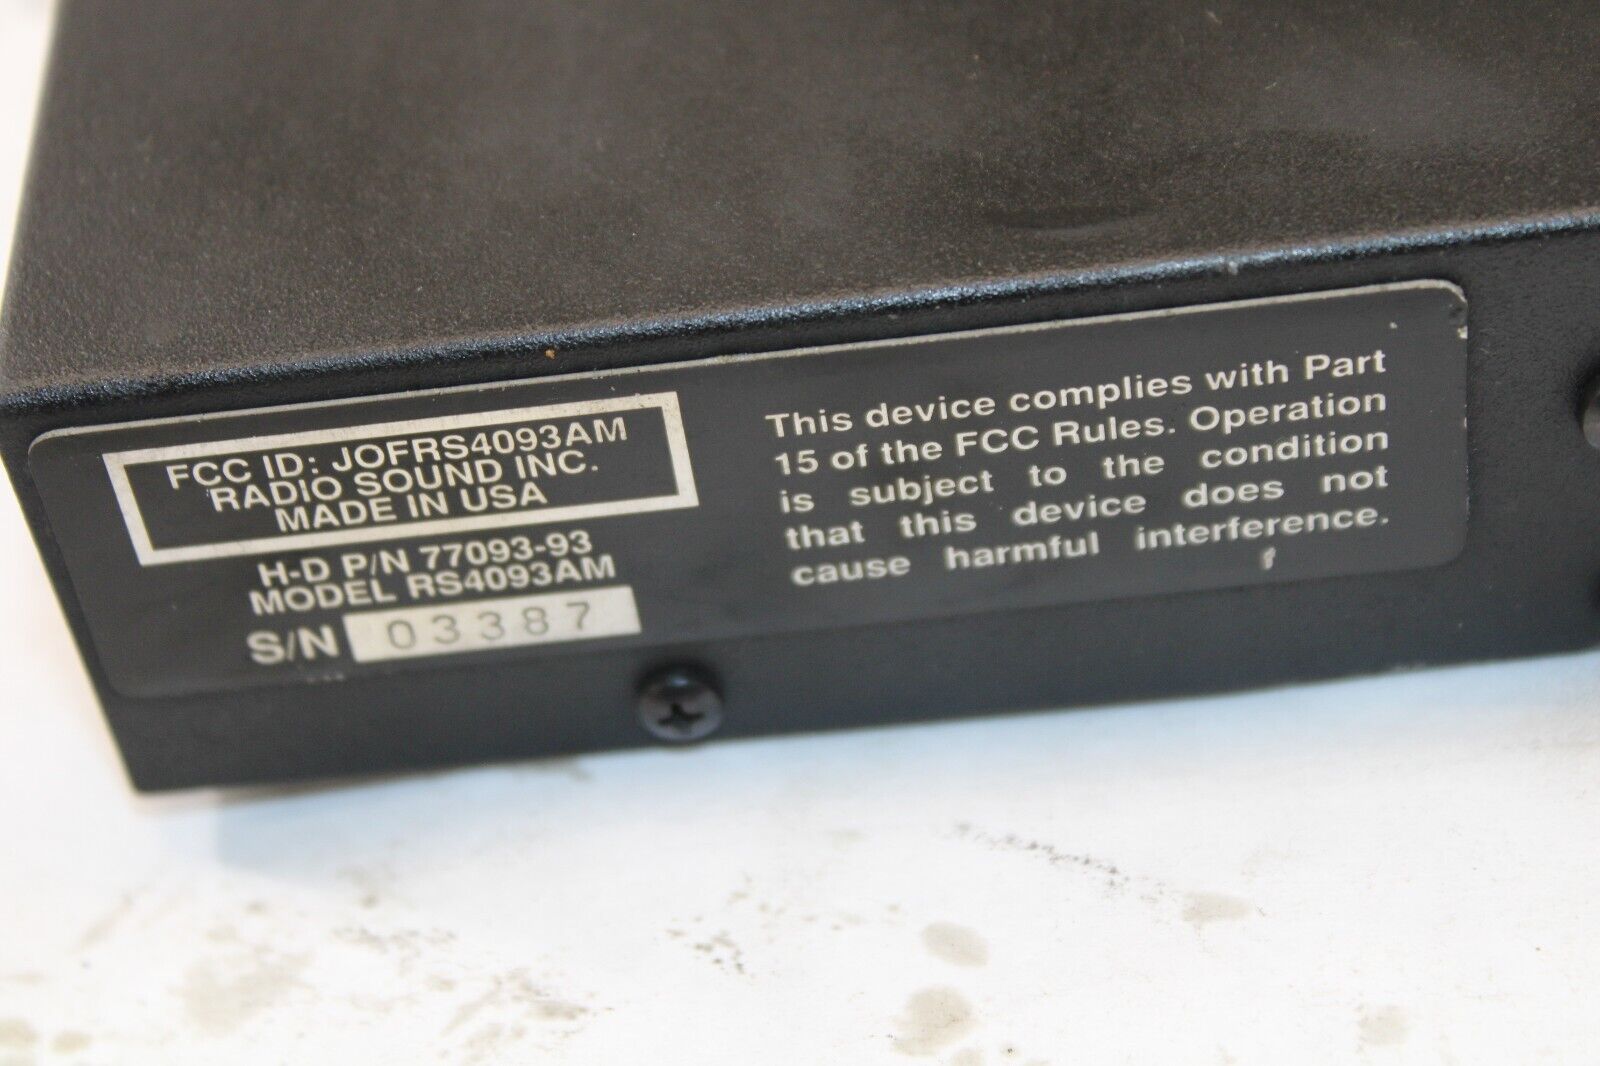 FCC ID: JOFRS4093AM
RADIO SOUND INC.
MADE IN USA
H-D P/N 77093-93
MODEL RS4093AM
S/N 03387
This device complies with Part
15 of the FCC Rules. Operation
is subject to the condition
that this device does not
cause harmful interference.